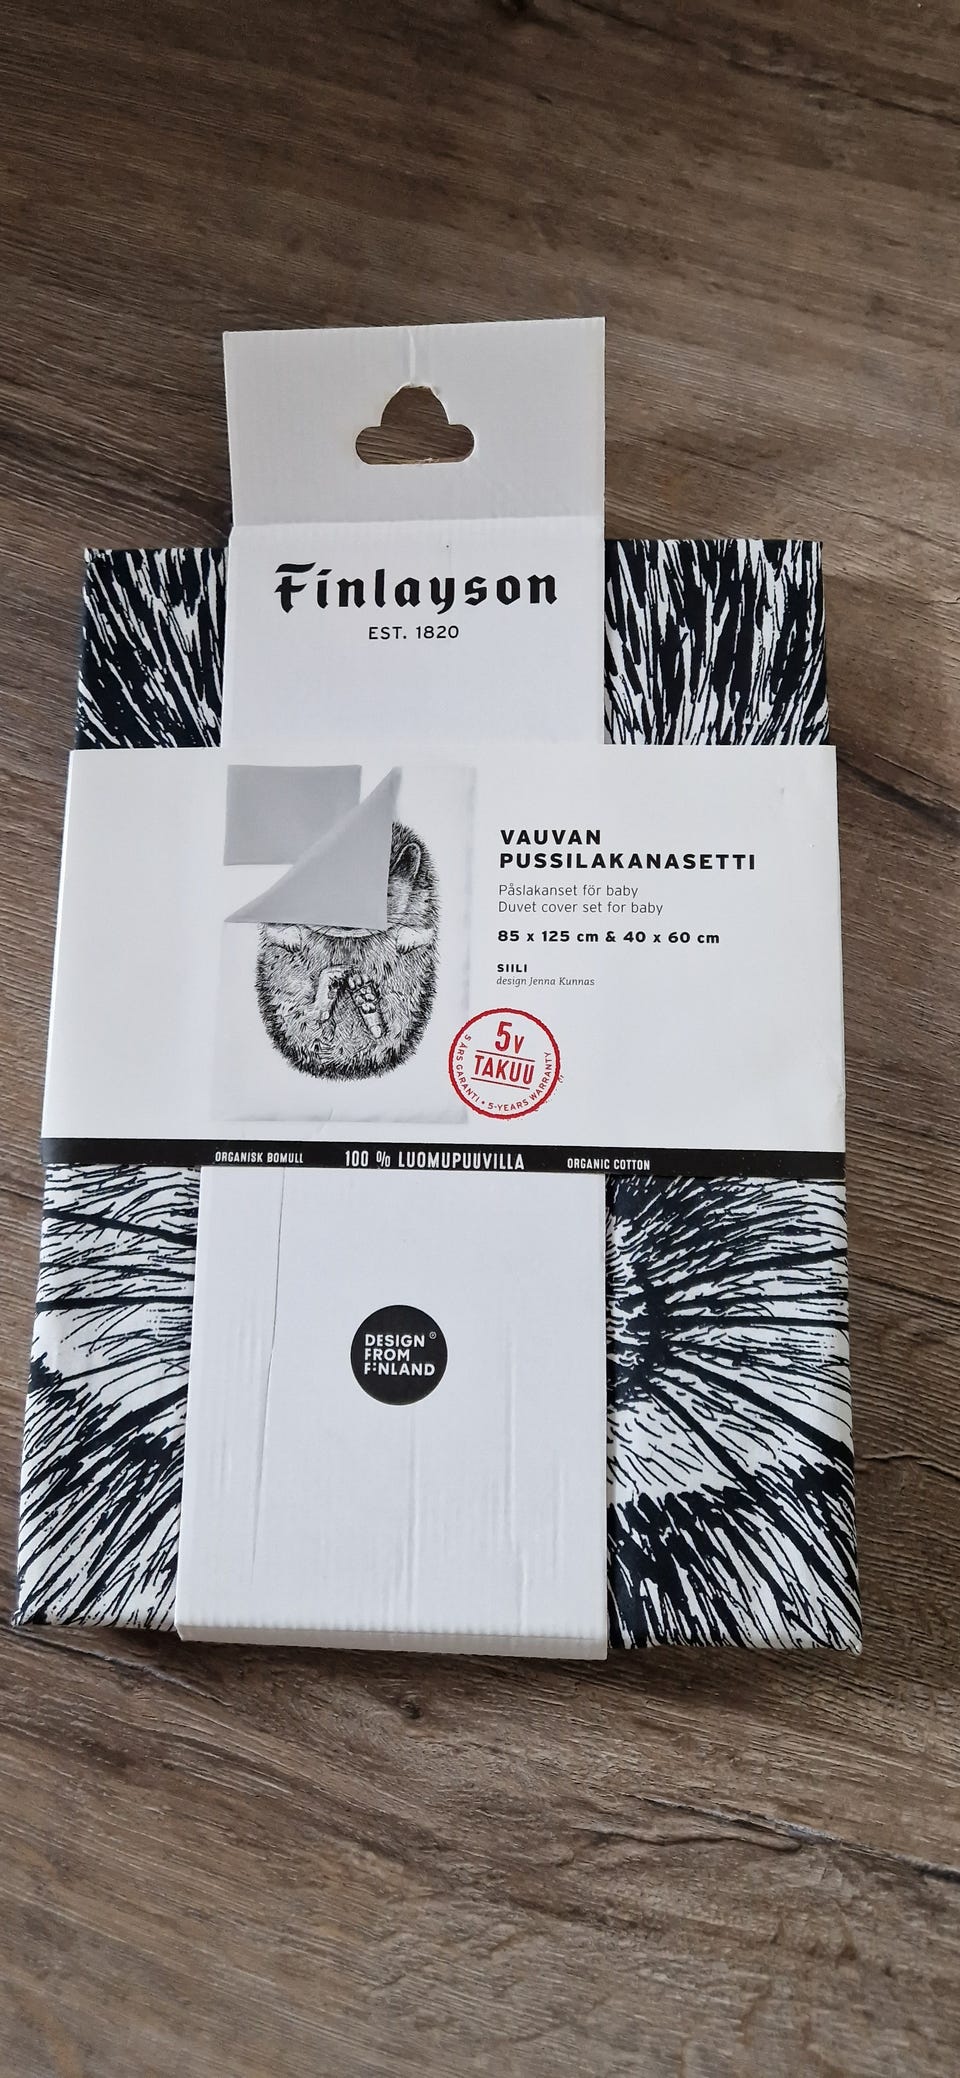 Finlayson
EST. 1820
VAUVAN
PUSSILAKANASETTI
Påslakanset för baby
Duvet cover set for baby
85 x 125 cm & 40 x 60 cm
SIILI
design Jenna Kunnas
5v
TAKUU
5 ÅRS GARANTI • 5-YEARS WARRANTY
ORGANISK BOMULL 100 % LUOMUPUUVILLA ORGANIC COTTON
DESIGN ®
FROM
FINLAND